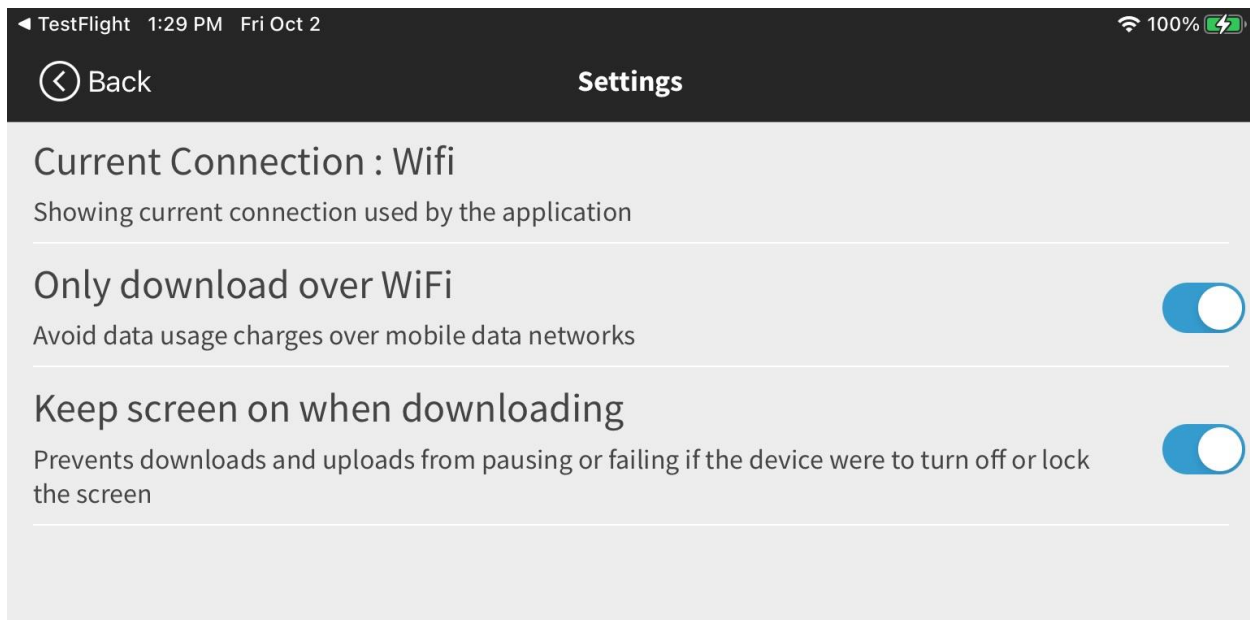 ◀ TestFlight 1:29 PM Fri Oct 2 100%
Back Settings
Current Connection : Wifi
Showing current connection used by the application
Only download over WiFi
Avoid data usage charges over mobile data networks
Keep screen on when downloading
Prevents downloads and uploads from pausing or failing if the device were to turn off or lock
the screen